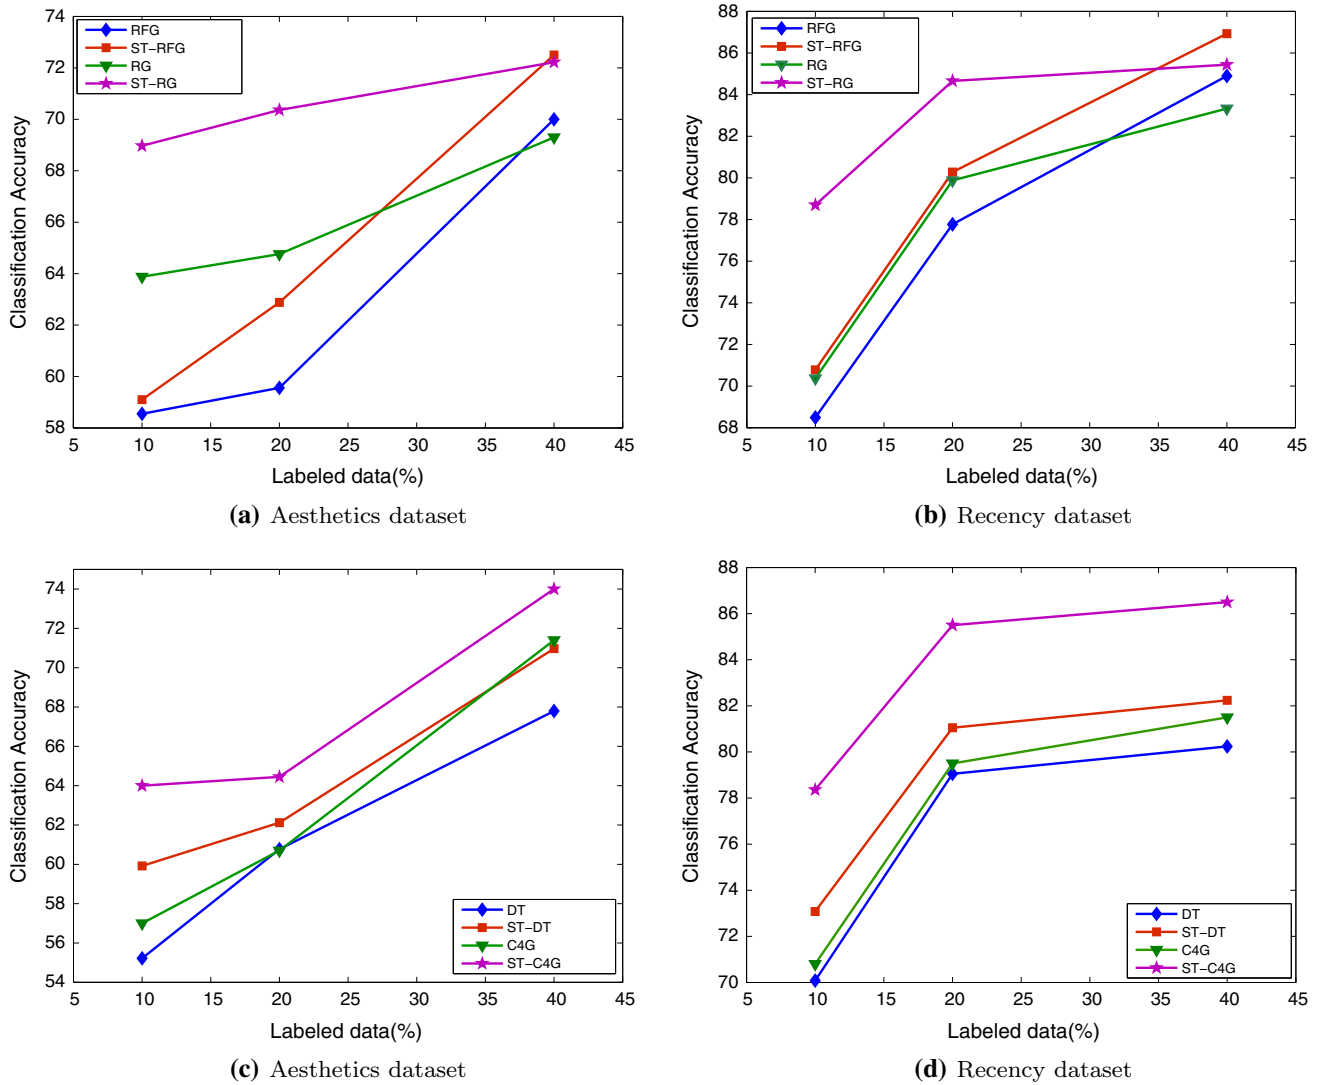 74
72
70
68
66
64
62
60
58
5
10
15
20
25
30
35
40
45
RFG
ST-RFG
RG
ST-RG
Classification Accuracy
Labeled data(%)
(a) Aesthetics dataset
88
86
84
82
80
78
76
74
72
70
68
5
10
15
20
25
30
35
40
45
RFG
ST-RFG
RG
ST-RG
Classification Accuracy
Labeled data(%)
(b) Recency dataset
74
72
70
68
66
64
62
60
58
56
54
5
10
15
20
25
30
35
40
45
DT
ST-DT
C4G
ST-C4G
Classification Accuracy
Labeled data(%)
(c) Aesthetics dataset
88
86
84
82
80
78
76
74
72
70
5
10
15
20
25
30
35
40
45
DT
ST-DT
C4G
ST-C4G
Classification Accuracy
Labeled data(%)
(d) Recency dataset